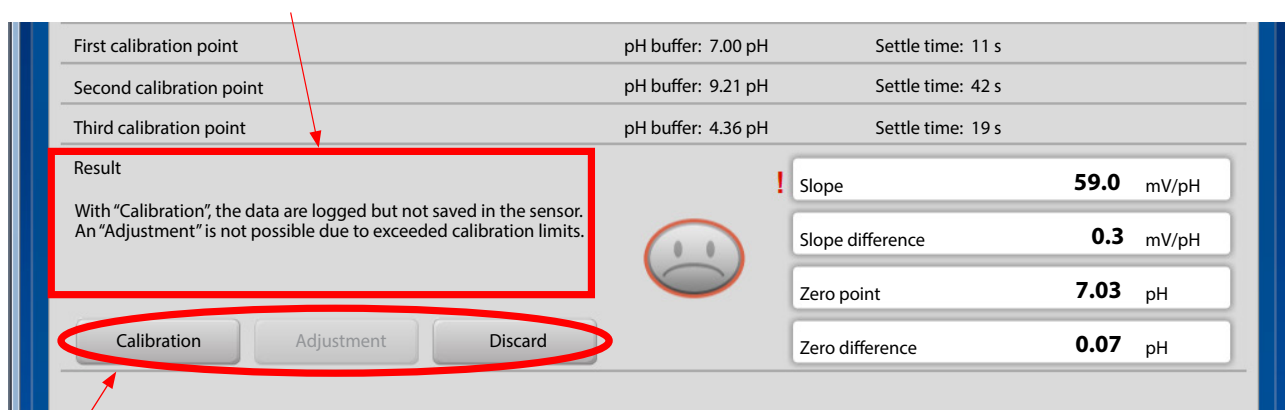 First calibration point pH buffer: 7.00 pH Settle time: 11 s
Second calibration point pH buffer: 9.21 pH Settle time: 42 s
Third calibration point pH buffer: 4.36 pH Settle time: 19 s
Result
With “Calibration”, the data are logged but not saved in the sensor.
An “Adjustment” is not possible due to exceeded calibration limits.
! Slope 59.0 mV/pH
Slope difference 0.3 mV/pH
Zero point 7.03 pH
Zero difference 0.07 pH
Calibration Adjustment Discard